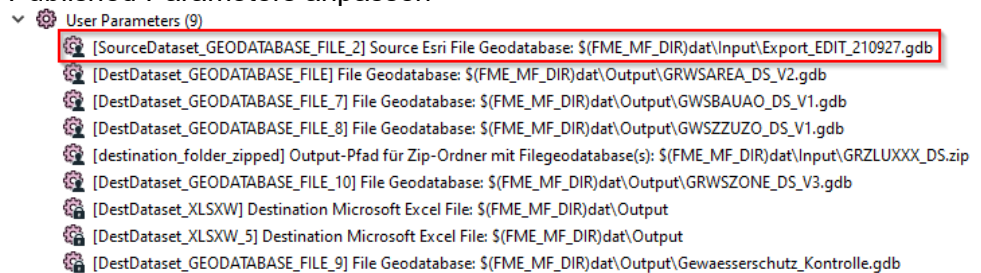 Published Parameters anpassen
User Parameters (9)
[SourceDataset_GEODATABASE_FILE_2] Source Esri File Geodatabase: $(FME_MF_DIR)dat\Input\Export_EDIT_210927.gdb
[DestDataset_GEODATABASE_FILE] File Geodatabase: $(FME_MF_DIR)dat\Output\GRWSAREA_DS_V2.gdb
[DestDataset_GEODATABASE_FILE_7] File Geodatabase: $(FME_MF_DIR)dat\Output\GWSBAUAO_DS_V1.gdb
[DestDataset_GEODATABASE_FILE_8] File Geodatabase: $(FME_MF_DIR)dat\Output\GWSZZUZO_DS_V1.gdb
[destination_folder_zipped] Output-Pfad für Zip-Ordner mit Filegeodatabase(s): $(FME_MF_DIR)dat\Input\GRZLUXXX_DS.zip
[DestDataset_GEODATABASE_FILE_10] File Geodatabase: $(FME_MF_DIR)dat\Output\GRWSZONE_DS_V3.gdb
[DestDataset_XLSXW] Destination Microsoft Excel File: $(FME_MF_DIR)dat\Output
[DestDataset_XLSXW_5] Destination Microsoft Excel File: $(FME_MF_DIR)dat\Output
[DestDataset_GEODATABASE_FILE_9] File Geodatabase: $(FME_MF_DIR)dat\Output\Gewaesserschutz_Kontrolle.gdb